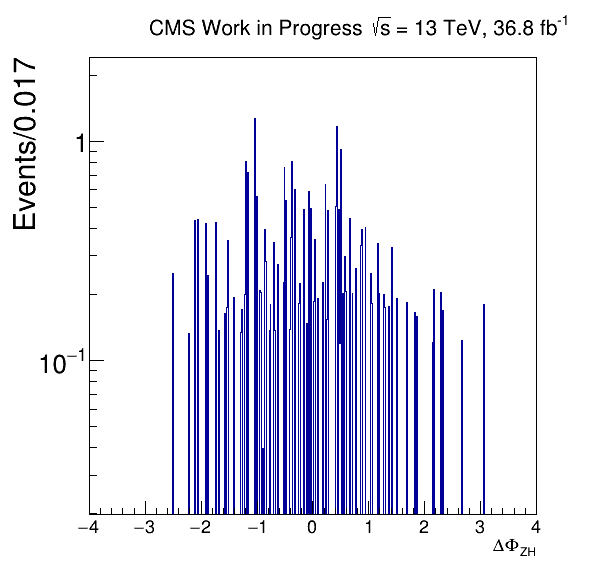 CMS Work in Progress √s = 13 TeV, 36.8 fb⁻¹
Events/0.017
1
10⁻¹
−4 −3 −2 −1 0 1 2 3 4
ΔΦ_ZH